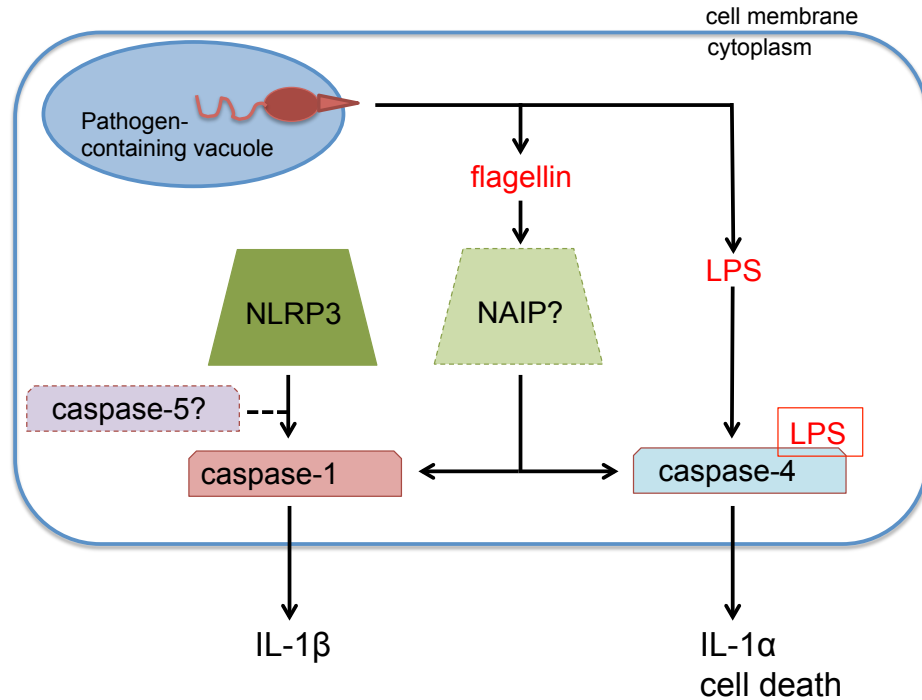 cell membrane
cytoplasm
Pathogen-
containing vacuole
flagellin
LPS
NLRP3
NAIP?
caspase-5?
LPS
caspase-1
caspase-4
IL-1β
IL-1α
cell death